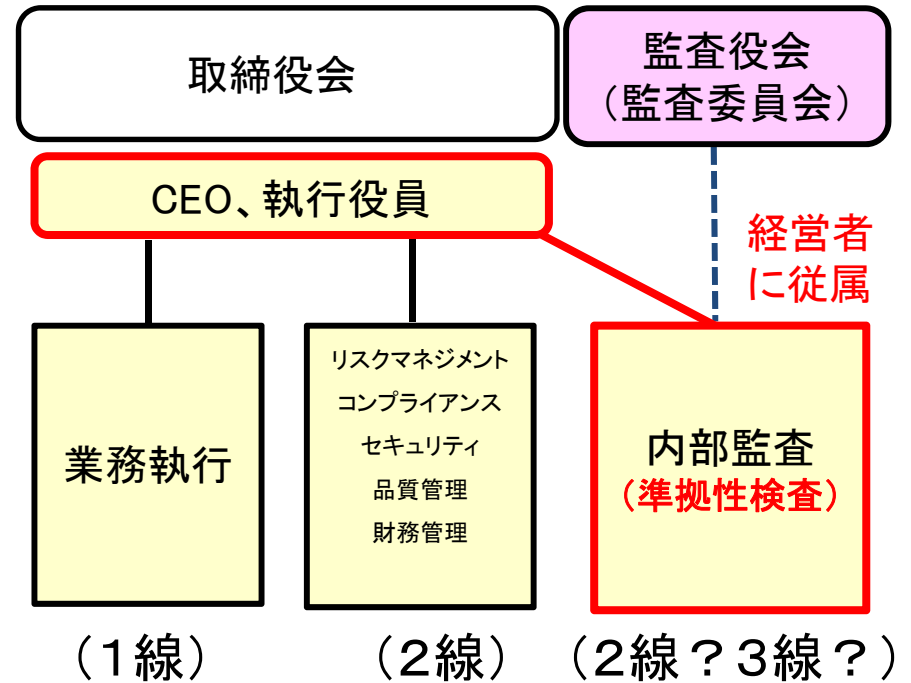 取締役会
監査役会
（監査委員会）
CEO、執行役員
経営者
に従属
業務執行
リスクマネジメント
コンプライアンス
セキュリティ
品質管理
財務管理
内部監査
（準拠性検査）
（１線）
（２線）
（２線？３線？）